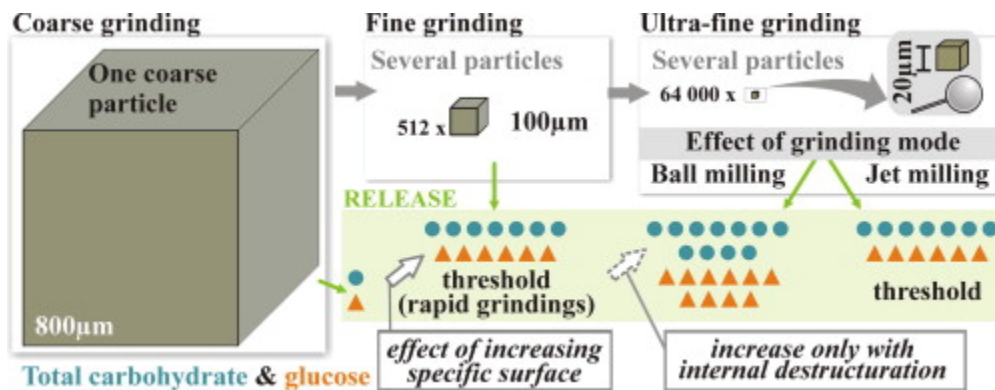 Coarse grinding
One coarse
particle
800µm
Fine grinding
Several particles
512 x
100µm
Ultra-fine grinding
Several particles
64 000 x
20µm
Effect of grinding mode
Ball milling
Jet milling
RELEASE
threshold
(rapid grindings)
threshold
effect of increasing
specific surface
increase only with
internal destructuration
Total carbohydrate & glucose